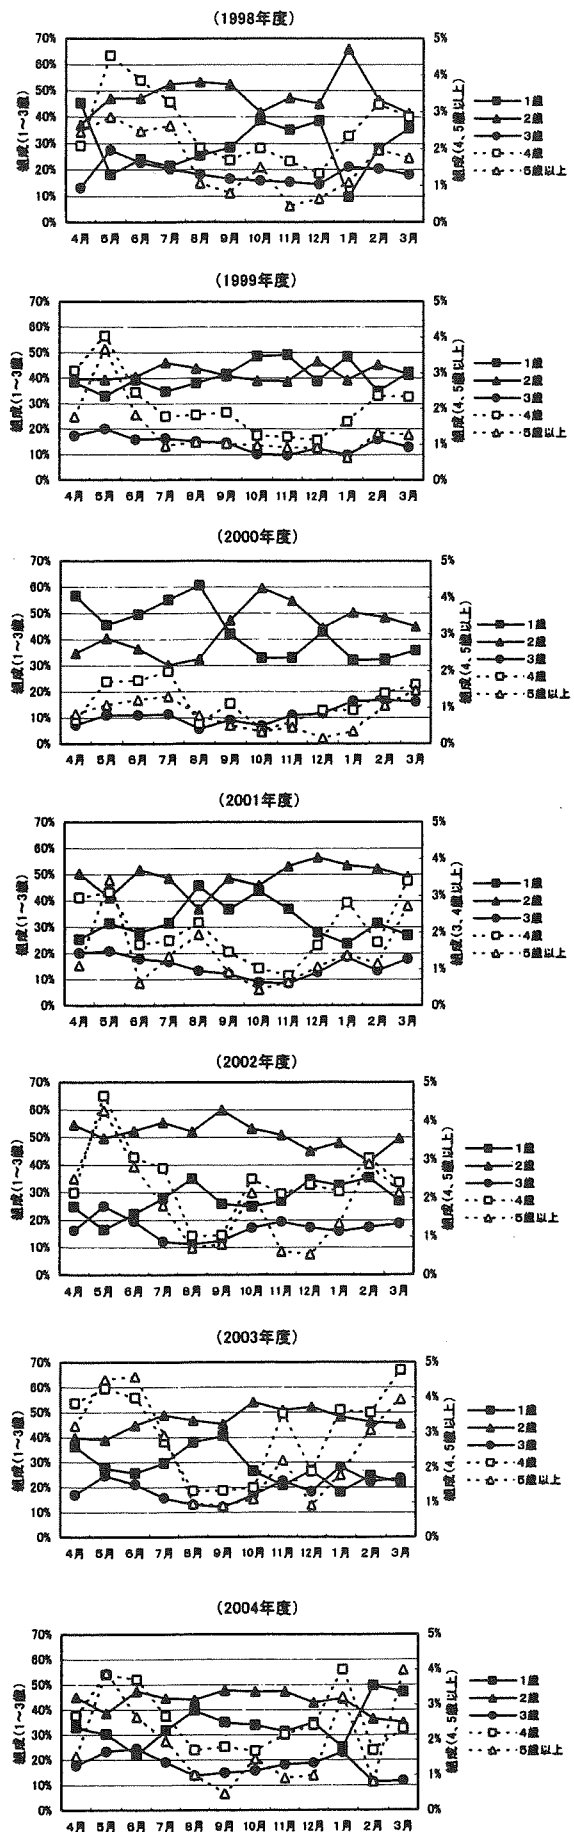 (1998年度)
70%
60%
50%
40%
30%
20%
10%
0%
組成(1～3歳)
5%
4%
3%
2%
1%
0%
組成(4、5歳以上)
4月 5月 6月 7月 8月 9月 10月 11月 12月 1月 2月 3月
1歳
2歳
3歳
4歳
5歳以上
(1999年度)
70%
60%
50%
40%
30%
20%
10%
0%
組成(1～3歳)
5%
4%
3%
2%
1%
0%
組成(4、5歳以上)
4月 5月 6月 7月 8月 9月 10月 11月 12月 1月 2月 3月
1歳
2歳
3歳
4歳
5歳以上
(2000年度)
70%
60%
50%
40%
30%
20%
10%
0%
組成(1～3歳)
5%
4%
3%
2%
1%
0%
組成(4、5歳以上)
4月 5月 6月 7月 8月 9月 10月 11月 12月 1月 2月 3月
1歳
2歳
3歳
4歳
5歳以上
(2001年度)
70%
60%
50%
40%
30%
20%
10%
0%
組成(1～3歳)
5%
4%
3%
2%
1%
0%
組成(3、4歳以上)
4月 5月 6月 7月 8月 9月 10月 11月 12月 1月 2月 3月
1歳
2歳
3歳
4歳
5歳以上
(2002年度)
70%
60%
50%
40%
30%
20%
10%
0%
組成(1～3歳)
5%
4%
3%
2%
1%
0%
組成(4、5歳以上)
4月 5月 6月 7月 8月 9月 10月 11月 12月 1月 2月 3月
1歳
2歳
3歳
4歳
5歳以上
(2003年度)
70%
60%
50%
40%
30%
20%
10%
0%
組成(1～3歳)
5%
4%
3%
2%
1%
0%
組成(4、5歳以上)
4月 5月 6月 7月 8月 9月 10月 11月 12月 1月 2月 3月
1歳
2歳
3歳
4歳
5歳以上
(2004年度)
70%
60%
50%
40%
30%
20%
10%
0%
組成(1～3歳)
5%
4%
3%
2%
1%
0%
組成(4、5歳以上)
4月 5月 6月 7月 8月 9月 10月 11月 12月 1月 2月 3月
1歳
2歳
3歳
4歳
5歳以上